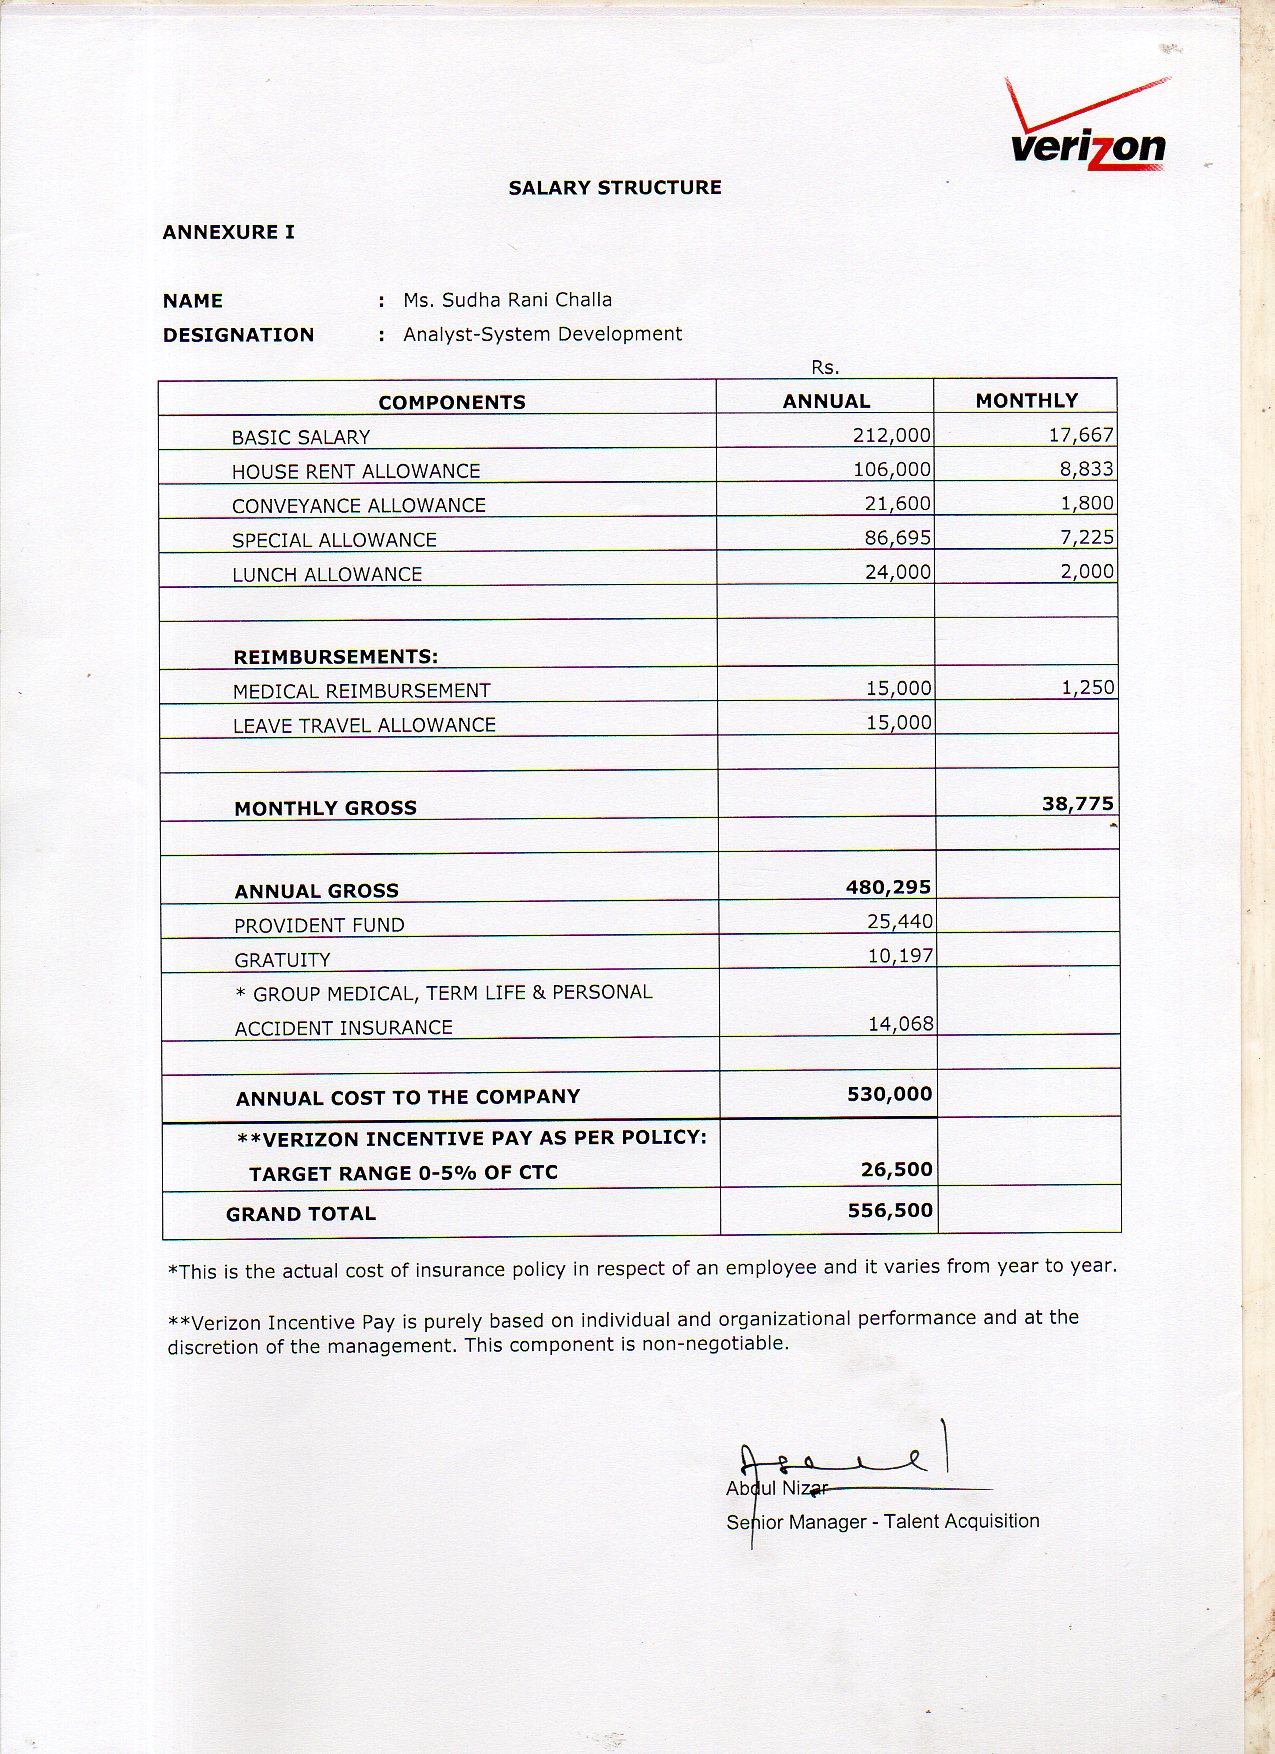 verizon
SALARY STRUCTURE
ANNEXURE I
NAME : Ms. Sudha Rani Challa
DESIGNATION : Analyst-System Development
Rs.
COMPONENTS ANNUAL MONTHLY
BASIC SALARY 212,000 17,667
HOUSE RENT ALLOWANCE 106,000 8,833
CONVEYANCE ALLOWANCE 21,600 1,800
SPECIAL ALLOWANCE 86,695 7,225
LUNCH ALLOWANCE 24,000 2,000
REIMBURSEMENTS:
MEDICAL REIMBURSEMENT 15,000 1,250
LEAVE TRAVEL ALLOWANCE 15,000
MONTHLY GROSS 38,775
ANNUAL GROSS 480,295
PROVIDENT FUND 25,440
GRATUITY 10,197
* GROUP MEDICAL, TERM LIFE & PERSONAL
ACCIDENT INSURANCE 14,068
ANNUAL COST TO THE COMPANY 530,000
**VERIZON INCENTIVE PAY AS PER POLICY:
TARGET RANGE 0-5% OF CTC 26,500
GRAND TOTAL 556,500
*This is the actual cost of insurance policy in respect of an employee and it varies from year to year.
**Verizon Incentive Pay is purely based on individual and organizational performance and at the
discretion of the management. This component is non-negotiable.
Abdul Nizar
Senior Manager - Talent Acquisition